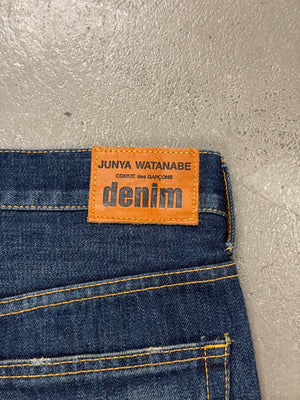 JUNYA WATANABE
COMME des GARÇONS
denim